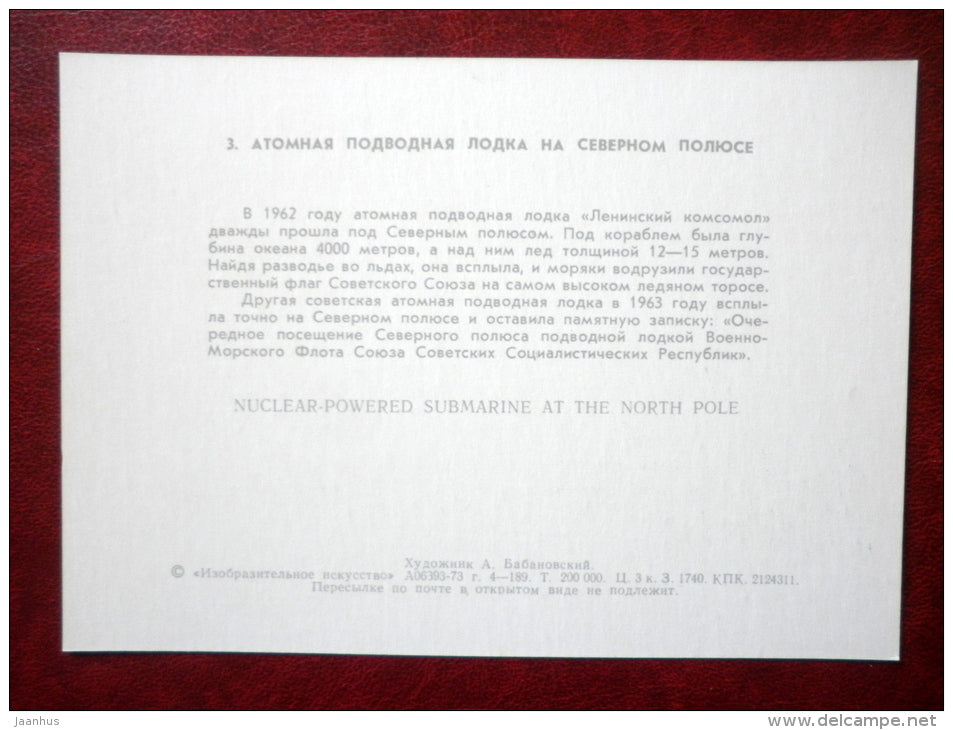 3. АТОМНАЯ ПОДВОДНАЯ ЛОДКА НА СЕВЕРНОМ ПОЛЮСЕ
В 1962 году атомная подводная лодка «Ленинский комсомол»
дважды прошла под Северным полюсом. Под кораблем была глу-
бина океана 4000 метров, а над ним лед толщиной 12—15 метров.
Найдя разводье во льдах, она всплыла, и моряки водрузили государ-
ственный флаг Советского Союза на самом высоком ледяном торосе.
Другая советская атомная подводная лодка в 1963 году всплы-
ла точно на Северном полюсе и оставила памятную записку: «Оче-
редное посещение Северного полюса подводной лодкой Военно-
Морского Флота Союза Советских Социалистических Республик».
NUCLEAR-POWERED SUBMARINE AT THE NORTH POLE
Художник А. Бабановский.
© «Изобразительное искусство» А06393-73 г. 4—189. Т. 200 000. Ц. 3 к. З. 1740. КПК. 2124311.
Пересылке по почте в открытом виде не подлежит.
jaanhus
www.delcampe.net